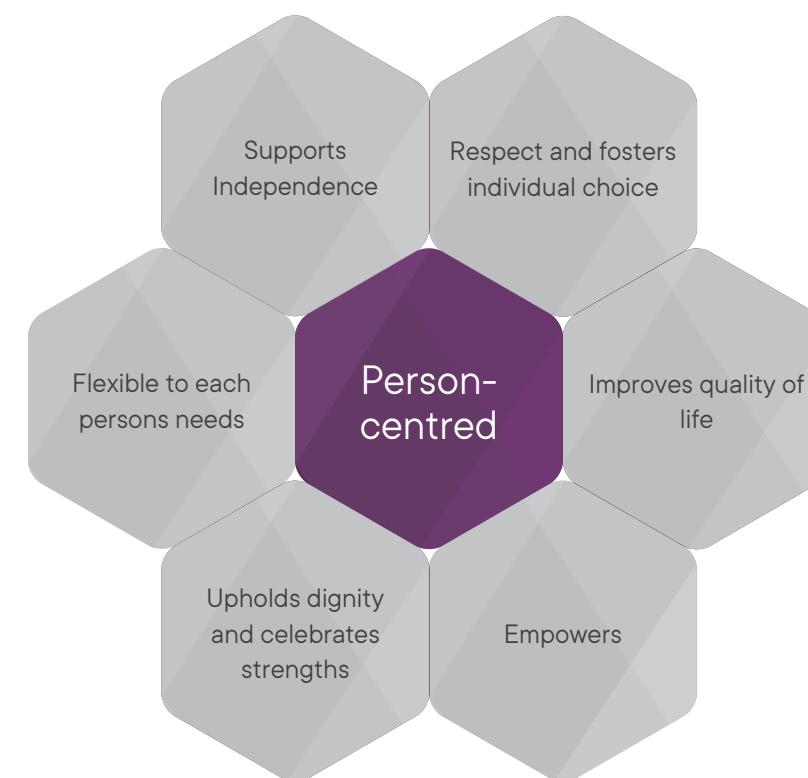 Supports
Independence
Respect and fosters
individual choice
Flexible to each
persons needs
Person-
centred
Improves quality of
life
Upholds dignity
and celebrates
strengths
Empowers